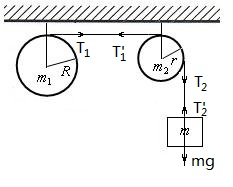 T₁ T₁′
m₁ R
m₂ r
T₂
T₂′
m
mg